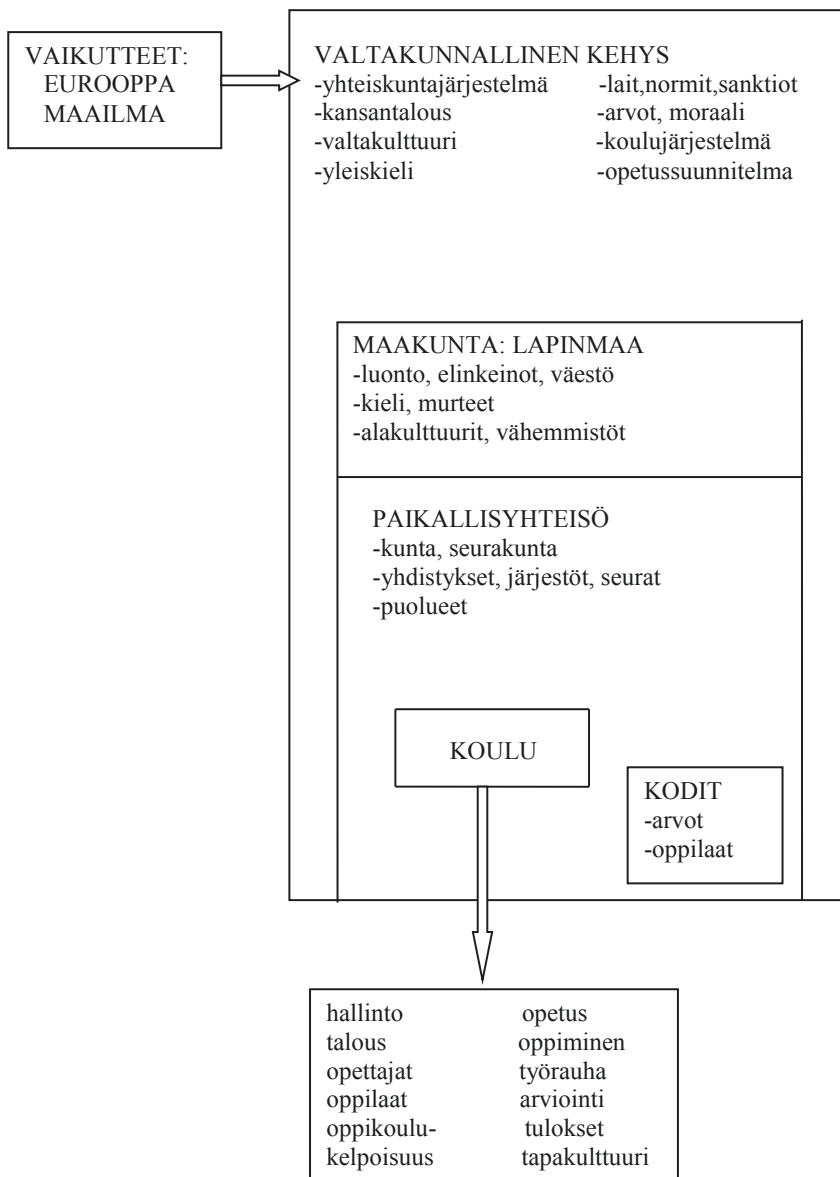 VAIKUTTEET:
EUROOPPA
MAAILMA
VALTAKUNNALLINEN KEHYS
-yhteiskuntajärjestelmä -lait,normit,sanktiot
-kansantalous -arvot, moraali
-valtakulttuuri -koulujärjestelmä
-yleiskieli -opetussuunnitelma
MAAKUNTA: LAPINMAA
-luonto, elinkeinot, väestö
-kieli, murteet
-alakulttuurit, vähemmistöt
PAIKALLISYHTEISÖ
-kunta, seurakunta
-yhdistykset, järjestöt, seurat
-puolueet
KOULU
KODIT
-arvot
-oppilaat
hallinto opetus
talous oppiminen
opettajat työrauha
oppilaat arviointi
oppikoulu- tulokset
kelpoisuus tapakulttuuri